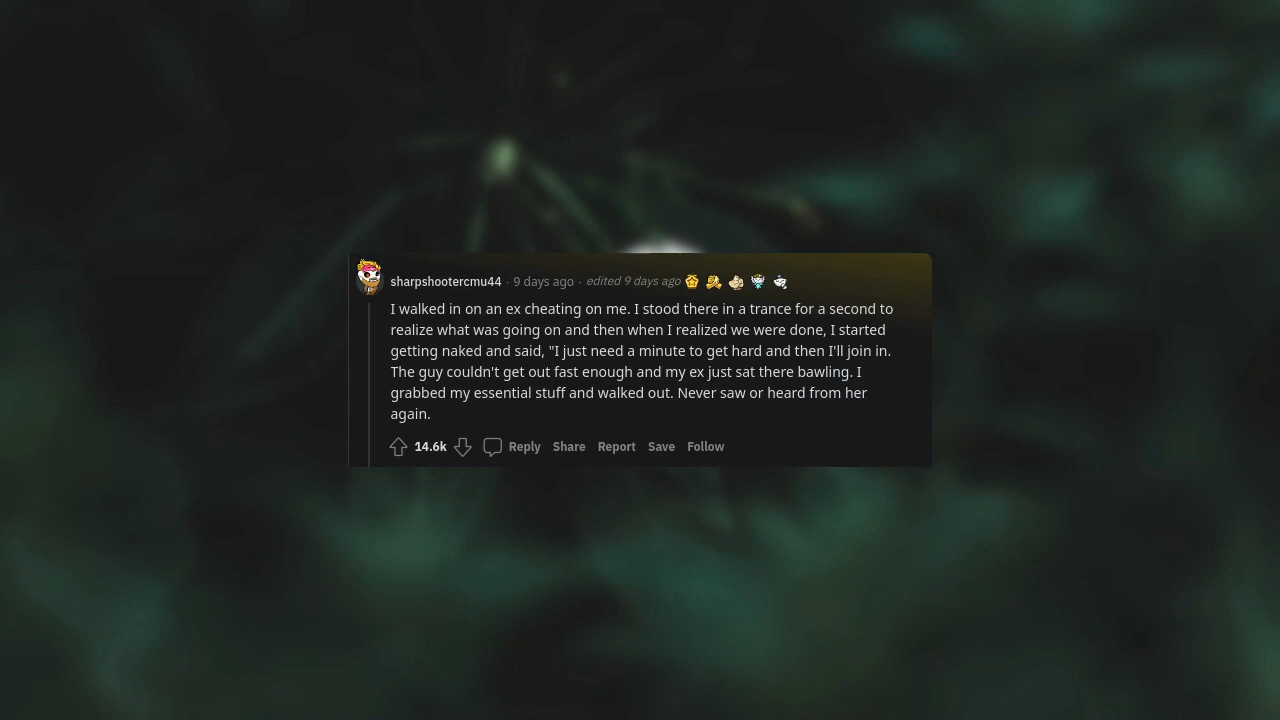 sharpshootercmu44 · 9 days ago · edited 9 days ago
I walked in on an ex cheating on me. I stood there in a trance for a second to
realize what was going on and then when I realized we were done, I started
getting naked and said, "I just need a minute to get hard and then I'll join in.
The guy couldn't get out fast enough and my ex just sat there bawling. I
grabbed my essential stuff and walked out. Never saw or heard from her
again.
14.6k Reply Share Report Save Follow